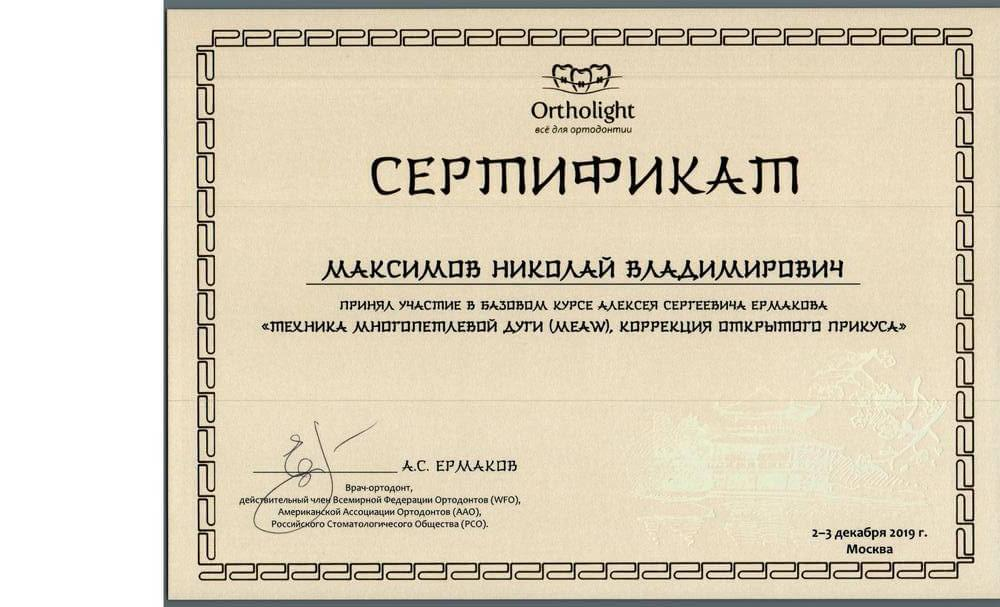 Ortholight
всё для ортодонтии
СЕРТИФИКАТ
МАКСИМОВ НИКОЛАЙ ВЛАДИМИРОВИЧ
ПРИНЯЛ УЧАСТИЕ В БАЗОВОМ КУРСЕ АЛЕКСЕЯ СЕРГЕЕВИЧА ЕРМАКОВА
«ТЕХНИКА МНОГОПЕТЛЕВОЙ ДУГИ (MEAW), КОРРЕКЦИЯ ОТКРЫТОГО ПРИКУСА»
А.С. ЕРМАКОВ
Врач-ортодонт,
действительный член Всемирной Федерации Ортодонтов (WFO),
Американской Ассоциации Ортодонтов (ААО),
Российского Стоматологичесого Общества (РСО).
2–3 декабря 2019 г.
Москва